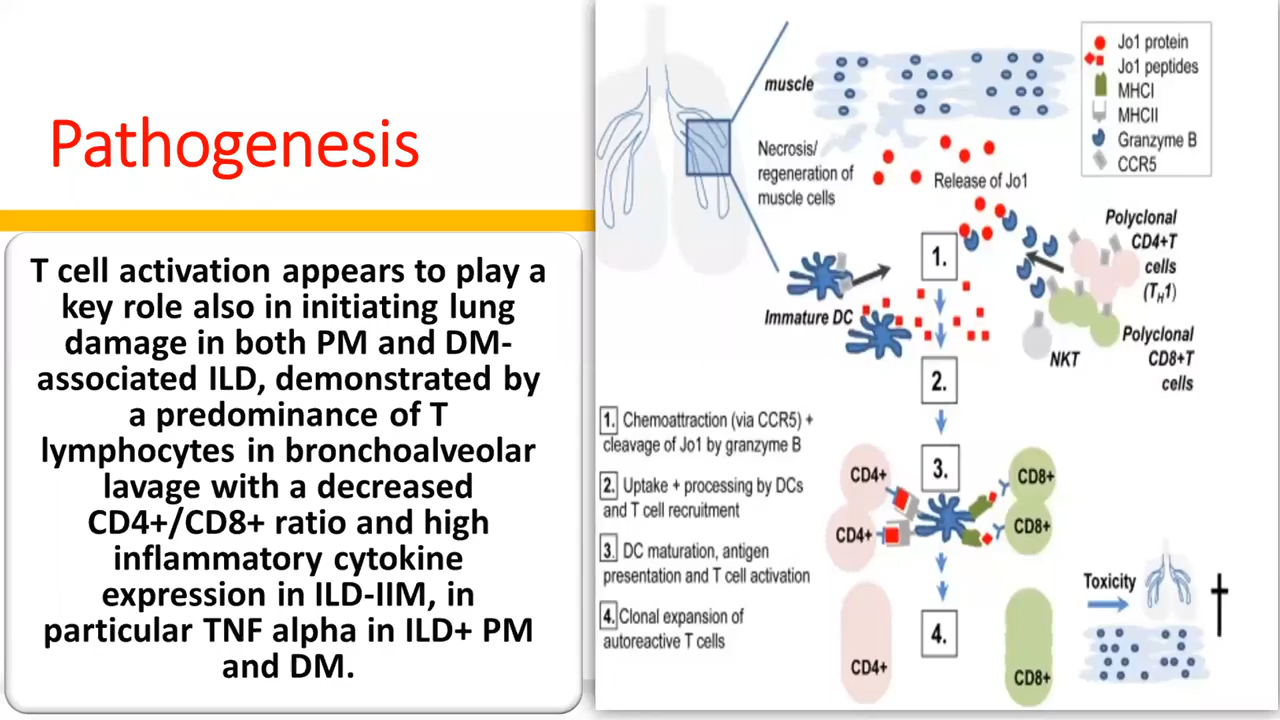 Pathogenesis
T cell activation appears to play a
key role also in initiating lung
damage in both PM and DM-
associated ILD, demonstrated by
a predominance of T
lymphocytes in bronchoalveolar
lavage with a decreased
CD4+/CD8+ ratio and high
inflammatory cytokine
expression in ILD-IIM, in
particular TNF alpha in ILD+ PM
and DM.
muscle
Jo1 protein
Jo1 peptides
MHCI
MHCII
Granzyme B
CCR5
Necrosis/
regeneration of
muscle cells
Release of Jo1
Polyclonal
CD4+T
cells
(TH1)
1.
Immature DC
Polyclonal
CD8+T
cells
NKT
2.
1. Chemoattraction (via CCR5) +
cleavage of Jo1 by granzyme B
2. Uptake + processing by DCs
and T cell recruitment
3. DC maturation, antigen
presentation and T cell activation
4. Clonal expansion of
autoreactive T cells
3.
CD4+
CD4+
CD8+
CD8+
4.
CD4+
CD8+
Toxicity